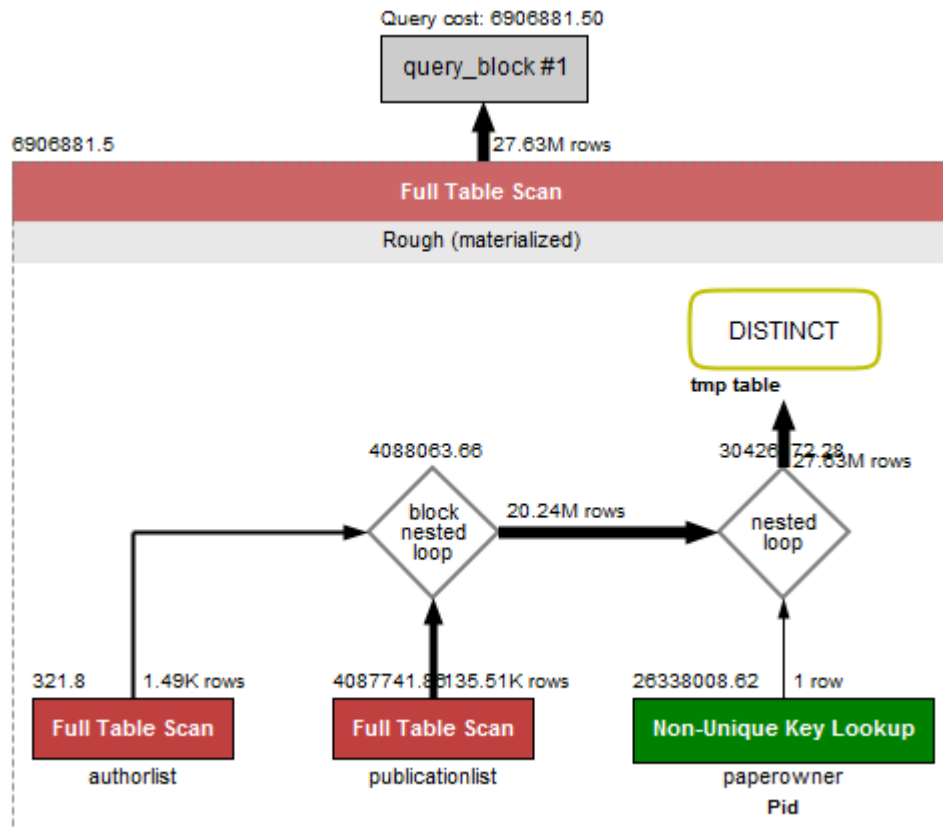 Query cost: 6906881.50
query_block #1
6906881.5
27.63M rows
Full Table Scan
Rough (materialized)
DISTINCT
tmp table
4088063.66
27.63M rows
block
nested
loop
20.24M rows
nested
loop
321.8
1.49K rows
135.51K rows
26338008.62
1 row
Full Table Scan
Full Table Scan
Non-Unique Key Lookup
authorlist
publicationlist
paperowner
Pid